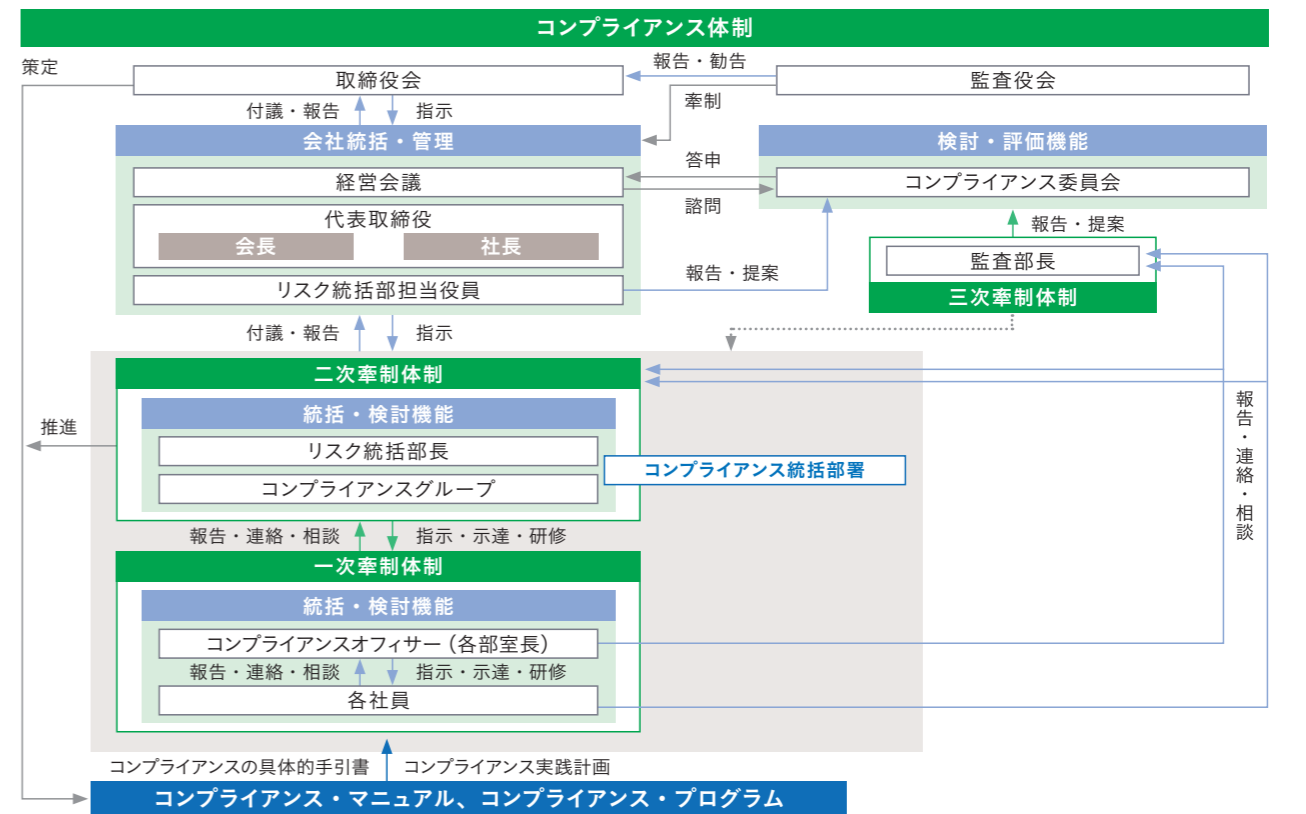 コンプライアンス体制
策定
取締役会
報告・勧告
監査役会
付議・報告
指示
牽制
会社統括・管理
検討・評価機能
答申
経営会議
コンプライアンス委員会
諮問
代表取締役
会長
社長
報告・提案
監査部長
報告・提案
リスク統括部担当役員
三次牽制体制
付議・報告
指示
二次牽制体制
統括・検討機能
推進
リスク統括部長
コンプライアンス統括部署
コンプライアンスグループ
報告・連絡・相談
報告・連絡・相談
指示・示達・研修
一次牽制体制
統括・検討機能
コンプライアンスオフィサー（各部室長）
報告・連絡・相談
指示・示達・研修
各社員
コンプライアンスの具体的手引書
コンプライアンス実践計画
コンプライアンス・マニュアル、コンプライアンス・プログラム